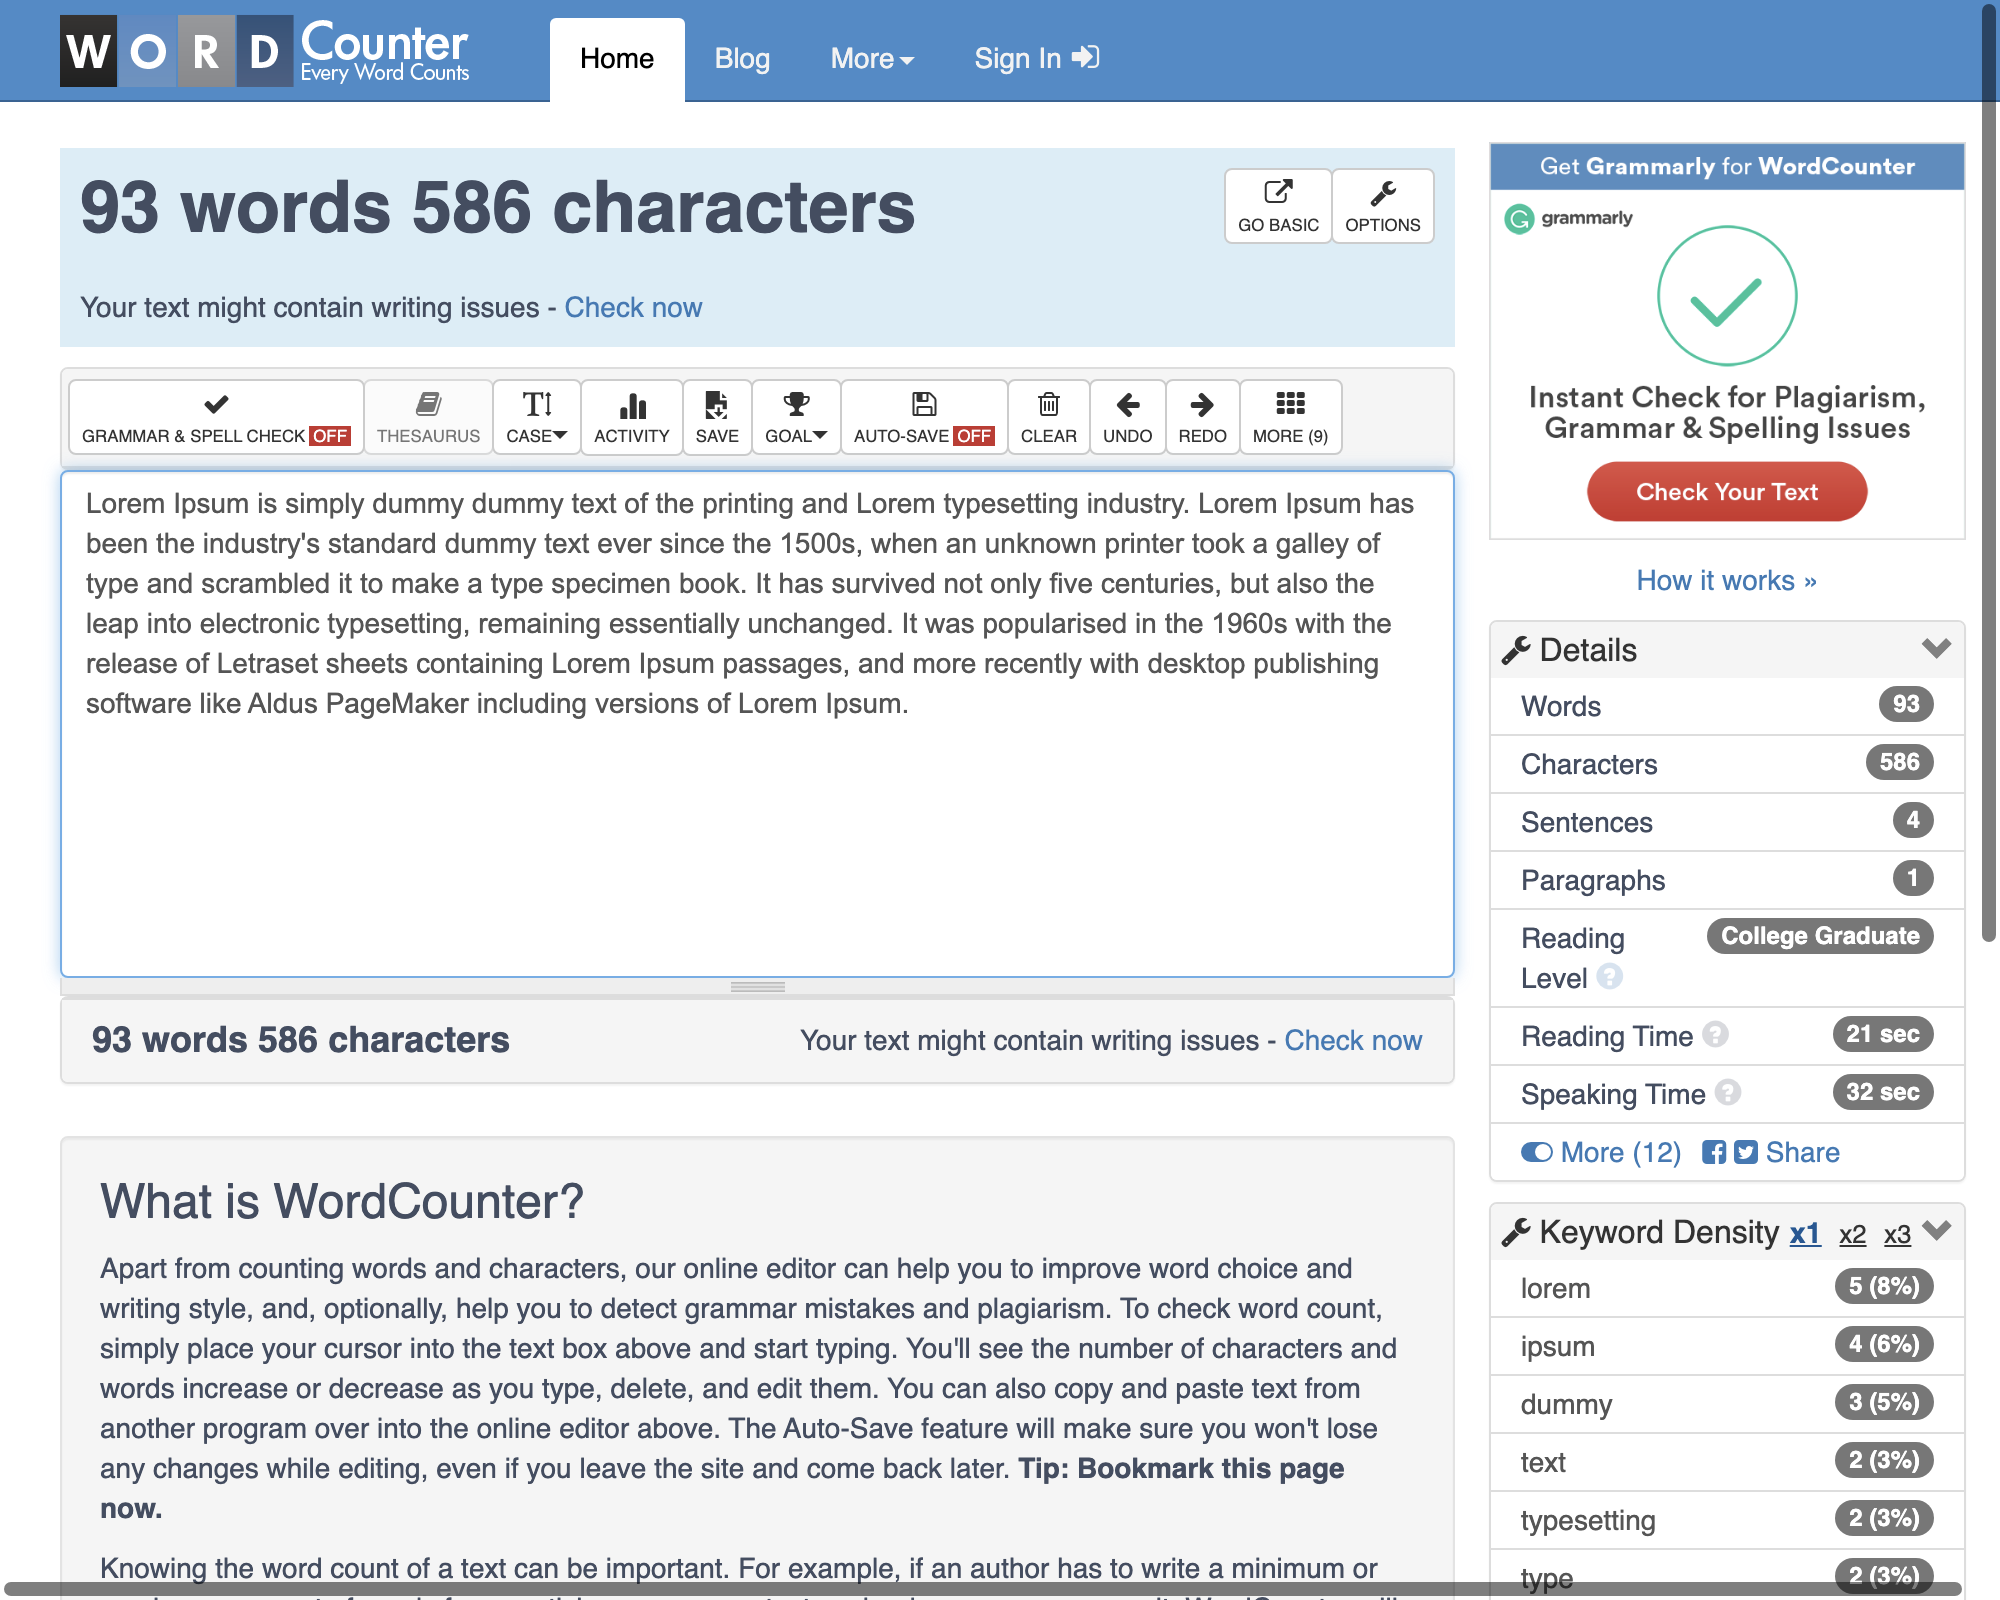 WORD Counter
Every Word Counts
Home
Blog
More
Sign In
93 words 586 characters
GO BASIC
OPTIONS
Your text might contain writing issues - Check now
GRAMMAR & SPELL CHECK OFF
THESAURUS
CASE
ACTIVITY
SAVE
GOAL
AUTO-SAVE OFF
CLEAR
UNDO
REDO
MORE (9)
Lorem Ipsum is simply dummy dummy text of the printing and Lorem typesetting industry. Lorem Ipsum has
been the industry's standard dummy text ever since the 1500s, when an unknown printer took a galley of
type and scrambled it to make a type specimen book. It has survived not only five centuries, but also the
leap into electronic typesetting, remaining essentially unchanged. It was popularised in the 1960s with the
release of Letraset sheets containing Lorem Ipsum passages, and more recently with desktop publishing
software like Aldus PageMaker including versions of Lorem Ipsum.
93 words 586 characters
Your text might contain writing issues - Check now
What is WordCounter?
Apart from counting words and characters, our online editor can help you to improve word choice and
writing style, and, optionally, help you to detect grammar mistakes and plagiarism. To check word count,
simply place your cursor into the text box above and start typing. You'll see the number of characters and
words increase or decrease as you type, delete, and edit them. You can also copy and paste text from
another program over into the online editor above. The Auto-Save feature will make sure you won't lose
any changes while editing, even if you leave the site and come back later. Tip: Bookmark this page
now.
Knowing the word count of a text can be important. For example, if an author has to write a minimum or
Get Grammarly for WordCounter
grammarly
Instant Check for Plagiarism,
Grammar & Spelling Issues
Check Your Text
How it works »
Details
Words 93
Characters 586
Sentences 4
Paragraphs 1
Reading College Graduate
Level ?
Reading Time ? 21 sec
Speaking Time ? 32 sec
More (12) Share
Keyword Density x1 x2 x3
lorem 5 (8%)
ipsum 4 (6%)
dummy 3 (5%)
text 2 (3%)
typesetting 2 (3%)
type 2 (3%)